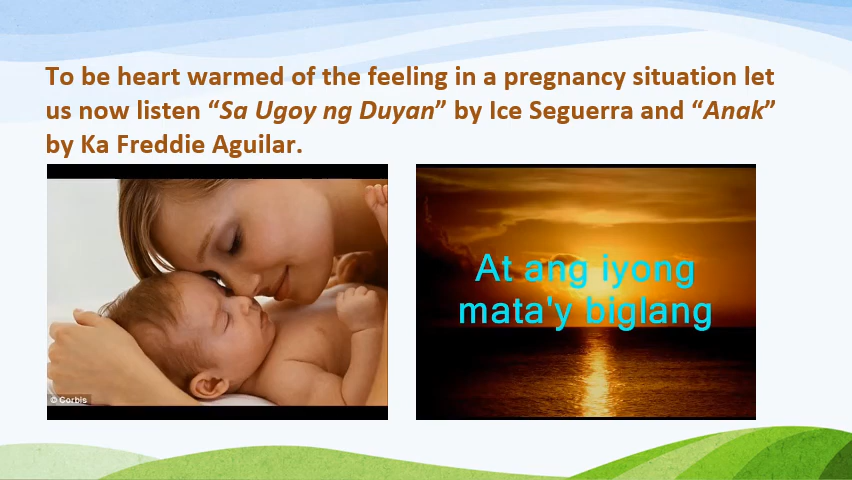 To be heart warmed of the feeling in a pregnancy situation let
us now listen “Sa Ugoy ng Duyan” by Ice Seguerra and “Anak”
by Ka Freddie Aguilar.
© Corbis
At ang iyong
mata'y biglang